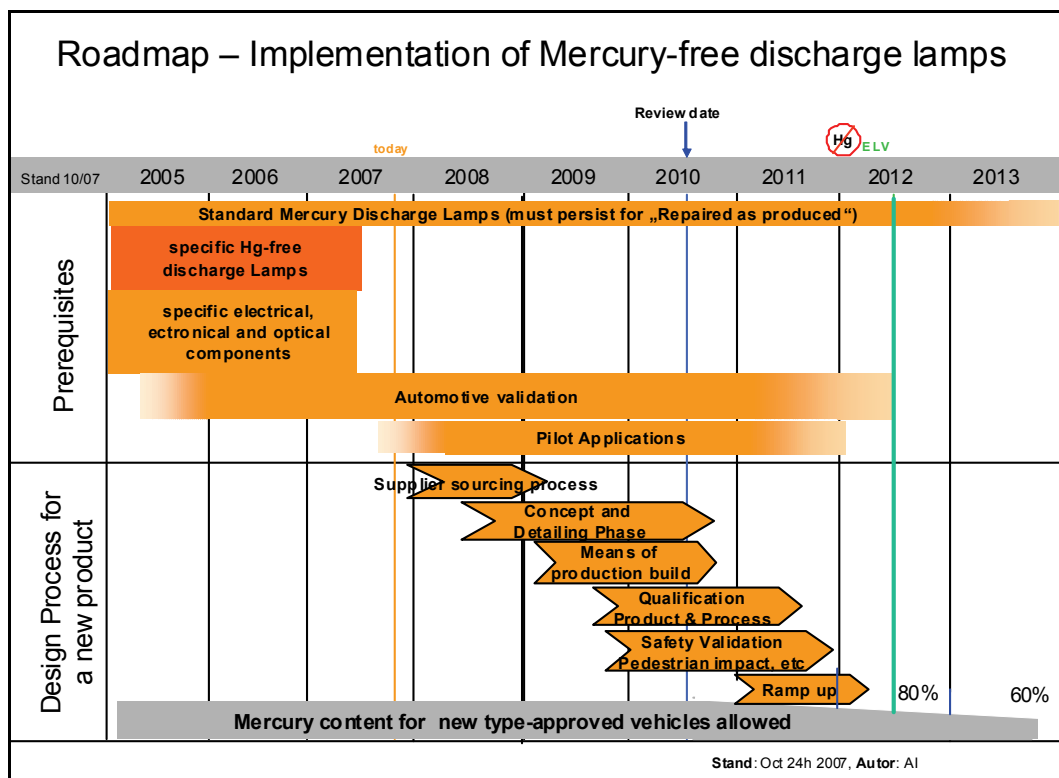 Roadmap – Implementation of Mercury-free discharge lamps
Review date
today
Hg
ELV
Stand 10/07
2005
2006
2007
2008
2009
2010
2011
2012
2013
Prerequisites
Standard Mercury Discharge Lamps (must persist for „Repaired as produced“)
specific Hg-free
discharge Lamps
specific electrical,
ectronical and optical
components
Automotive validation
Pilot Applications
Design Process for
a new product
Supplier sourcing process
Concept and
Detailing Phase
Means of
production build
Qualification
Product & Process
Safety Validation
Pedestrian impact, etc
Ramp up
80%
60%
Mercury content for new type-approved vehicles allowed
Stand: Oct 24h 2007, Autor: AI